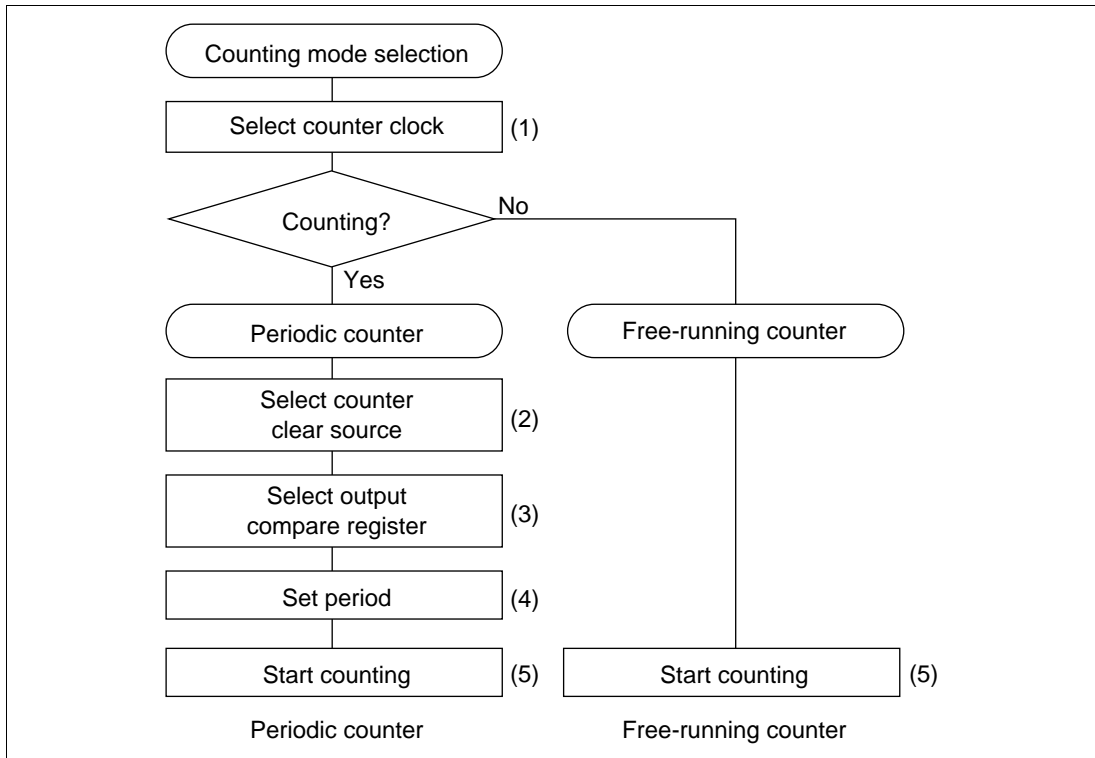 Counting mode selection
Select counter clock
(1)
Counting?
No
Yes
Periodic counter
Free-running counter
Select counter
clear source
(2)
Select output
compare register
(3)
Set period
(4)
Start counting
(5)
Start counting
(5)
Periodic counter
Free-running counter